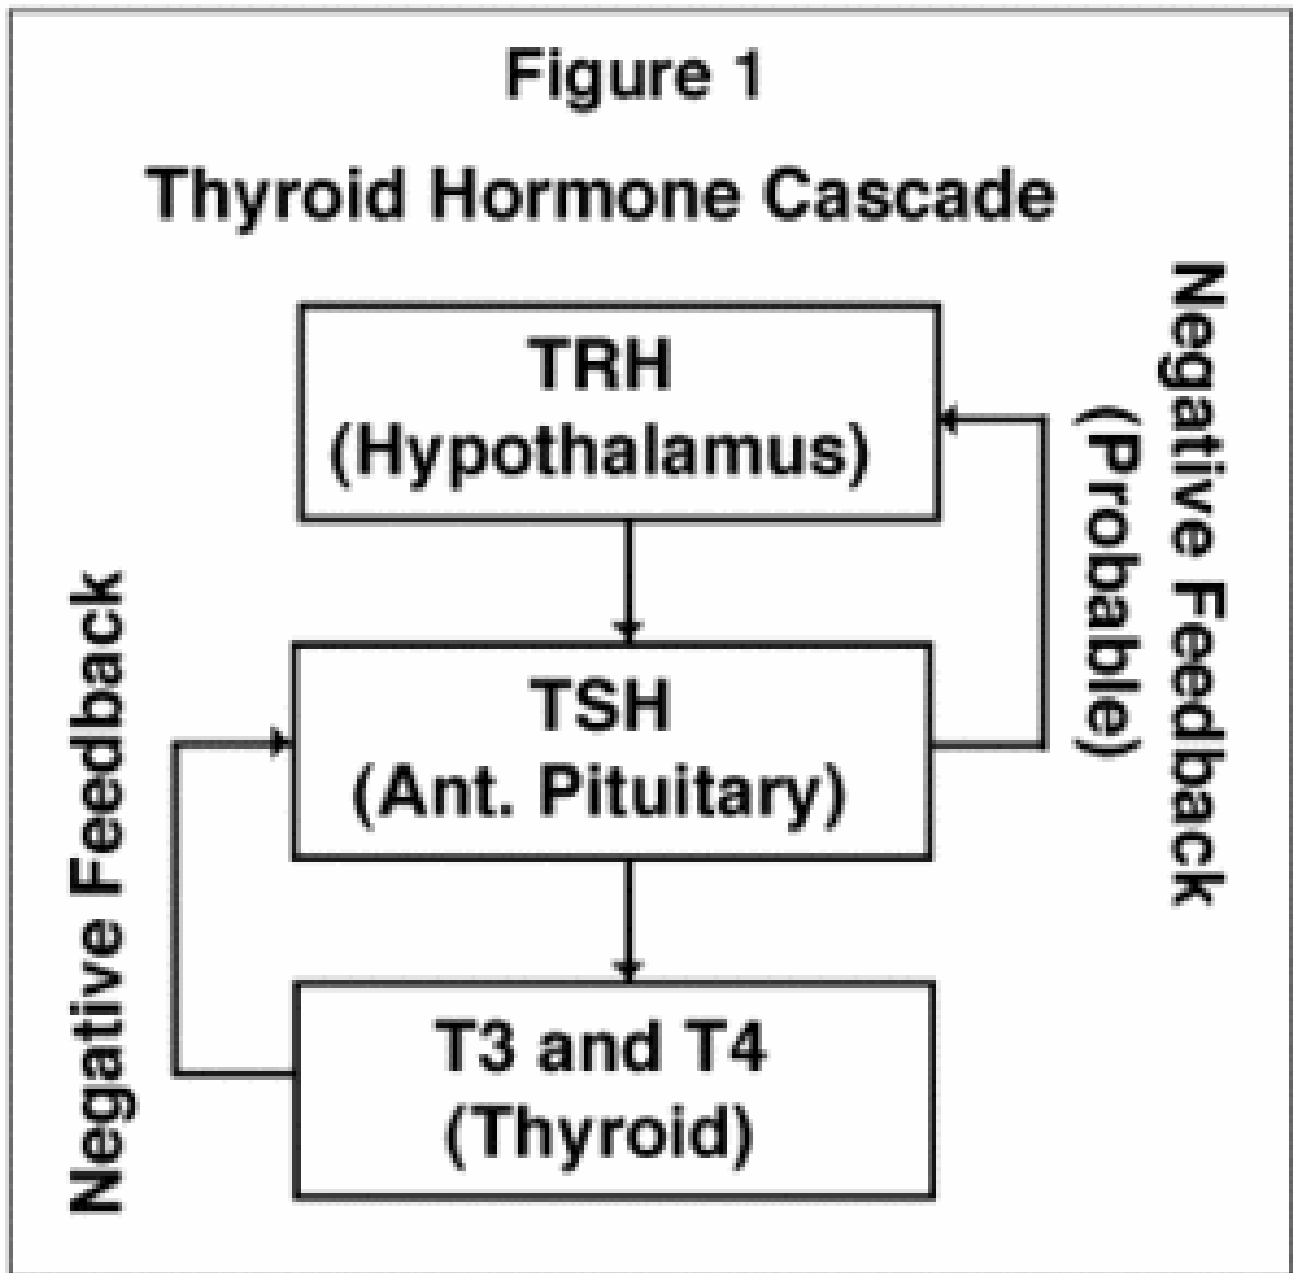 Figure 1
Thyroid Hormone Cascade
TRH
(Hypothalamus)
Negative Feedback
(Probable)
TSH
(Ant. Pituitary)
Negative Feedback
T3 and T4
(Thyroid)